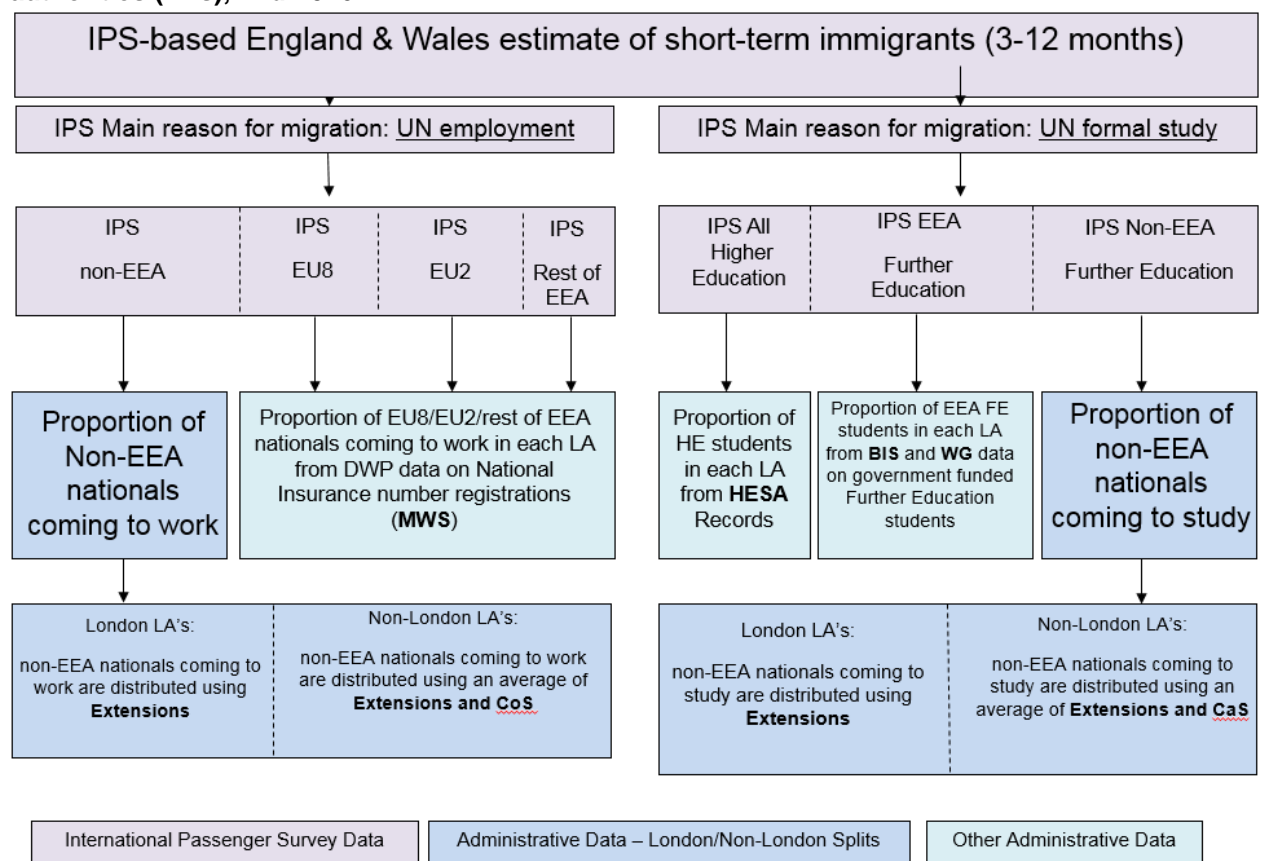 IPS-based England & Wales estimate of short-term immigrants (3-12 months)
IPS Main reason for migration: UN employment
IPS Main reason for migration: UN formal study
IPS
non-EEA
IPS
EU8
IPS
EU2
IPS
Rest of
EEA
IPS All
Higher
Education
IPS EEA
Further
Education
IPS Non-EEA
Further Education
Proportion of
Non-EEA
nationals
coming to work
Proportion of EU8/EU2/rest of EEA
nationals coming to work in each LA
from DWP data on National
Insurance number registrations
(MWS)
Proportion of
HE students
in each LA
from HESA
Records
Proportion of EEA FE
students in each LA
from BIS and WG data
on government funded
Further Education
students
Proportion of
non-EEA
nationals
coming to study
London LA's:
non-EEA nationals coming to
work are distributed using
Extensions
Non-London LA's:
non-EEA nationals coming to work
are distributed using an average of
Extensions and CoS
London LA's:
non-EEA nationals coming to
study are distributed using
Extensions
Non-London LA's:
non-EEA nationals coming to
study are distributed using an
average of Extensions and CaS
International Passenger Survey Data
Administrative Data – London/Non-London Splits
Other Administrative Data